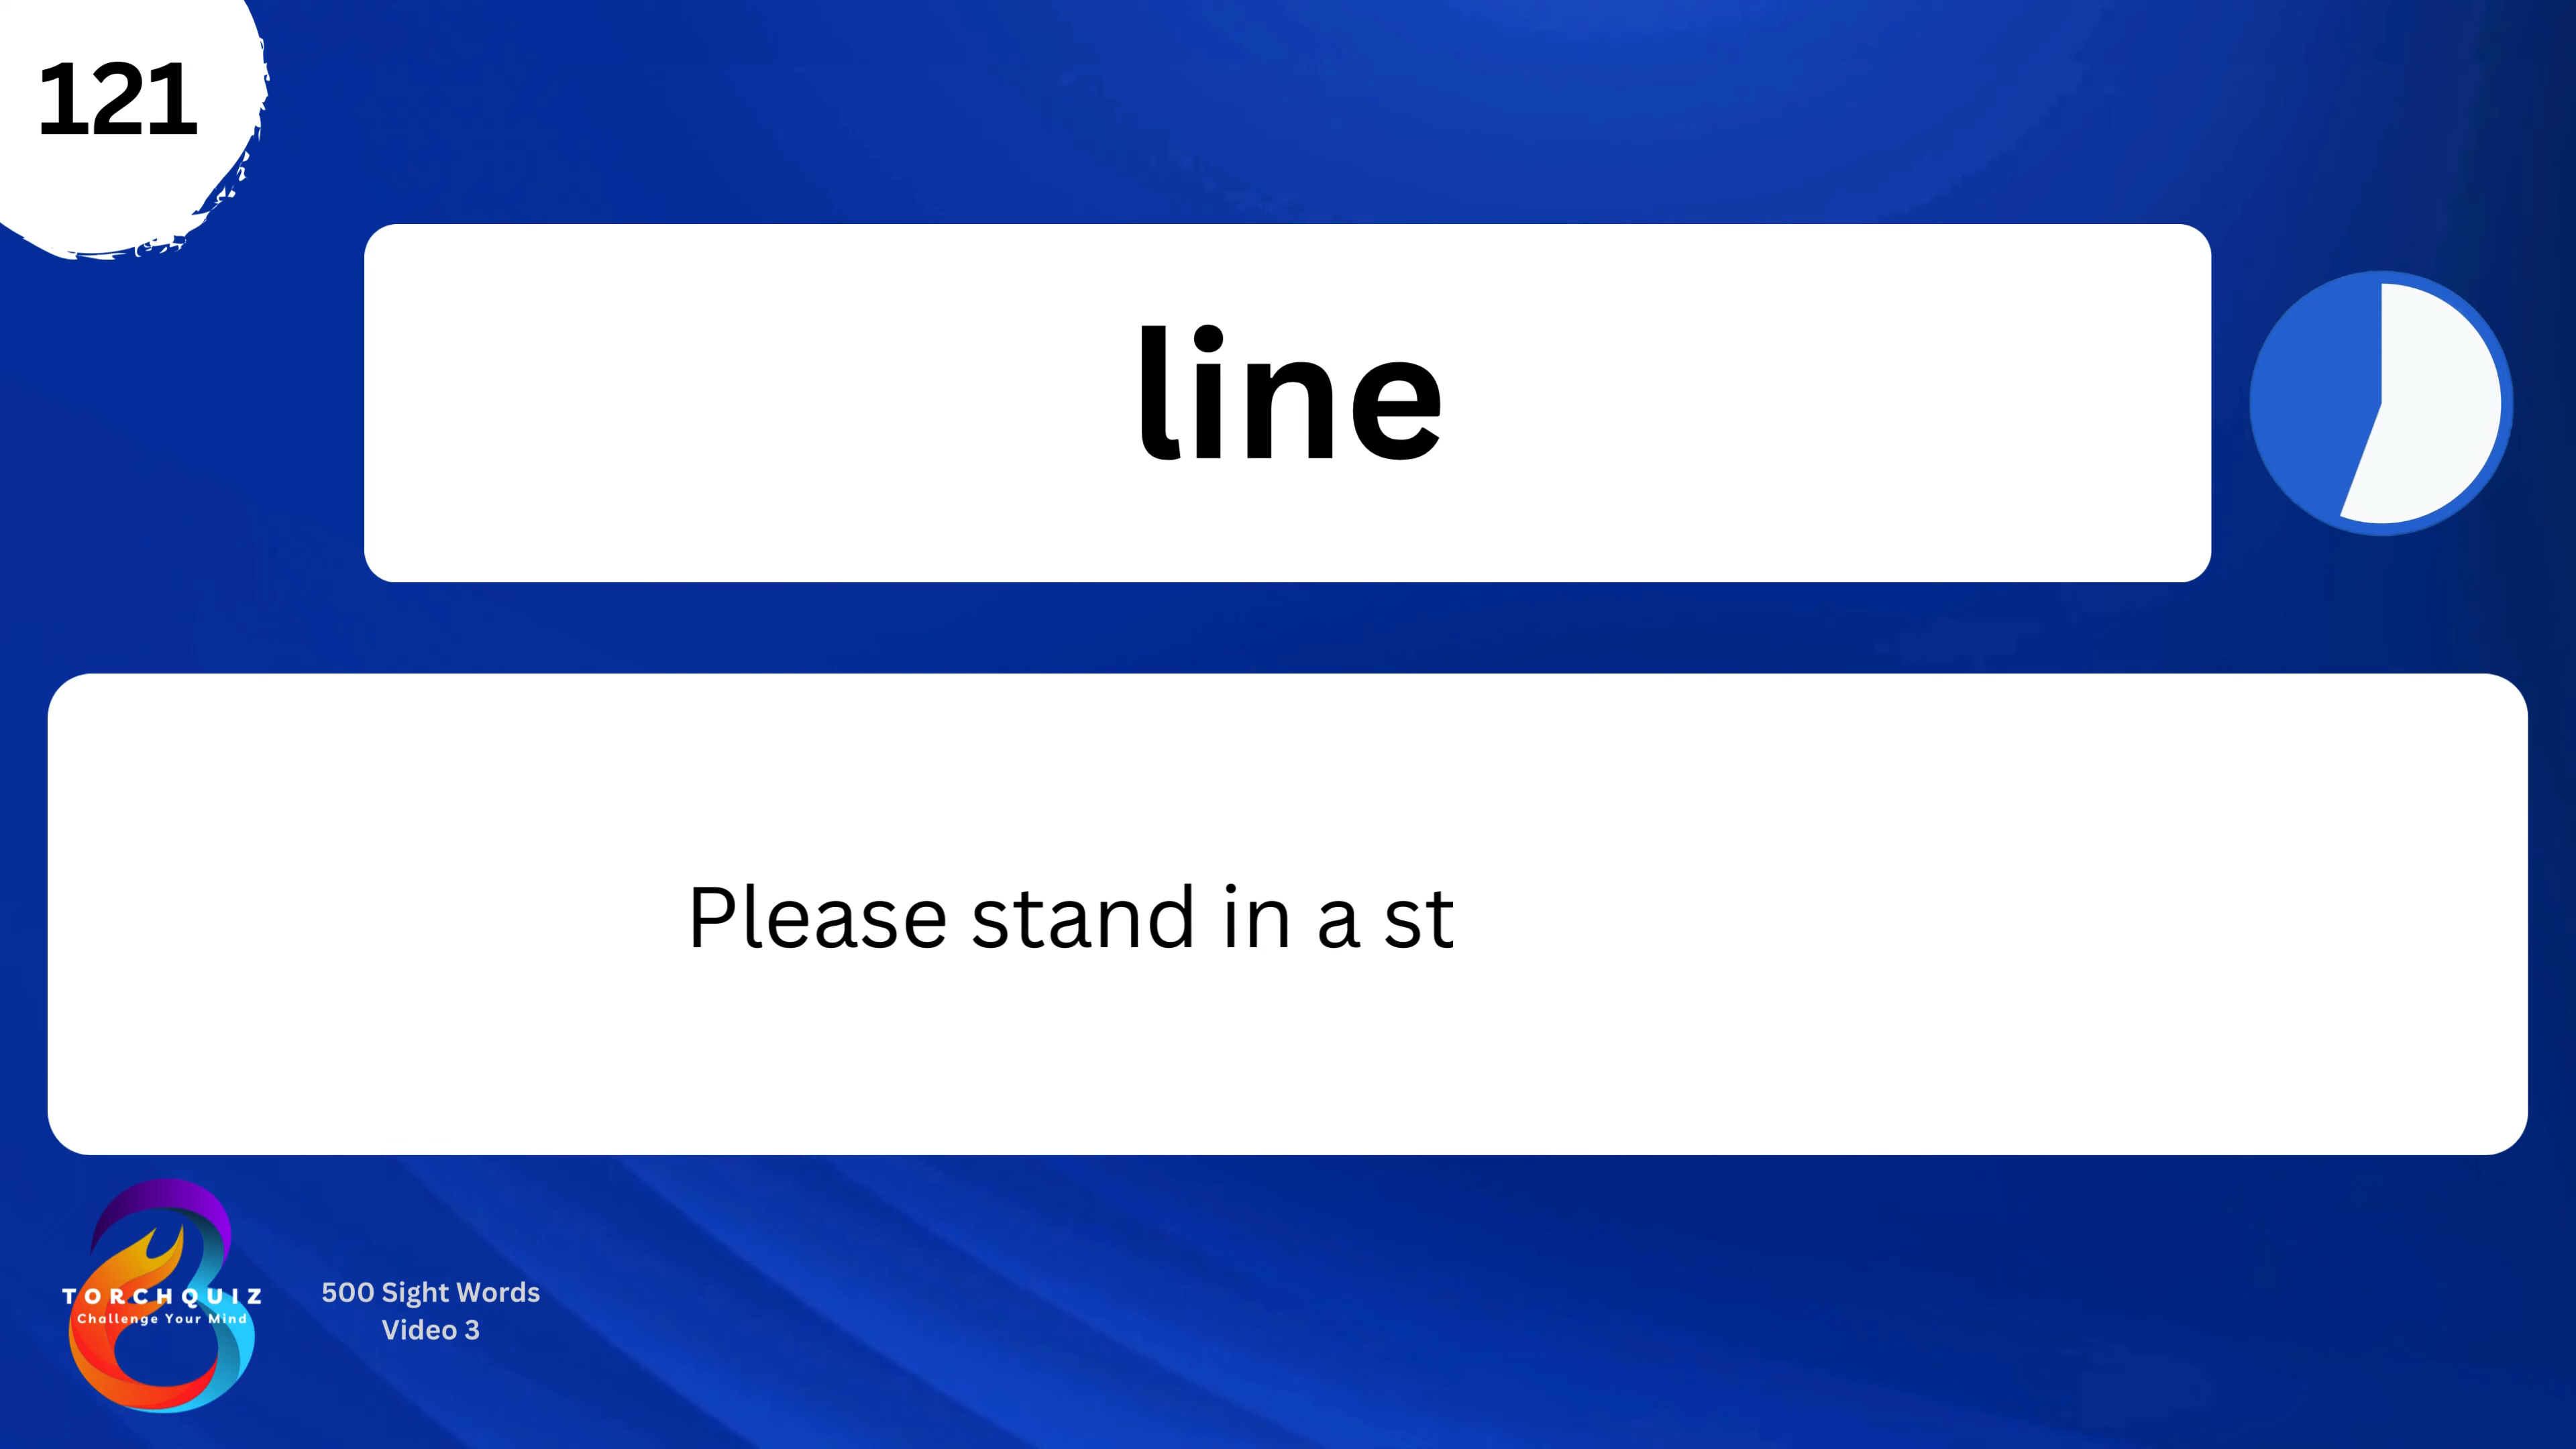 121
line
Please stand in a st
TORCHQUIZ
Challenge Your Mind
500 Sight Words
Video 3